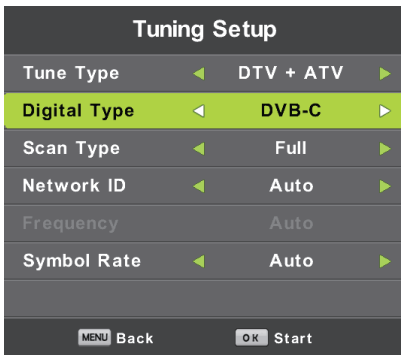 Tuning Setup
Tune Type DTV + ATV
Digital Type DVB-C
Scan Type Full
Network ID Auto
Frequency Auto
Symbol Rate Auto
MENU Back OK Start